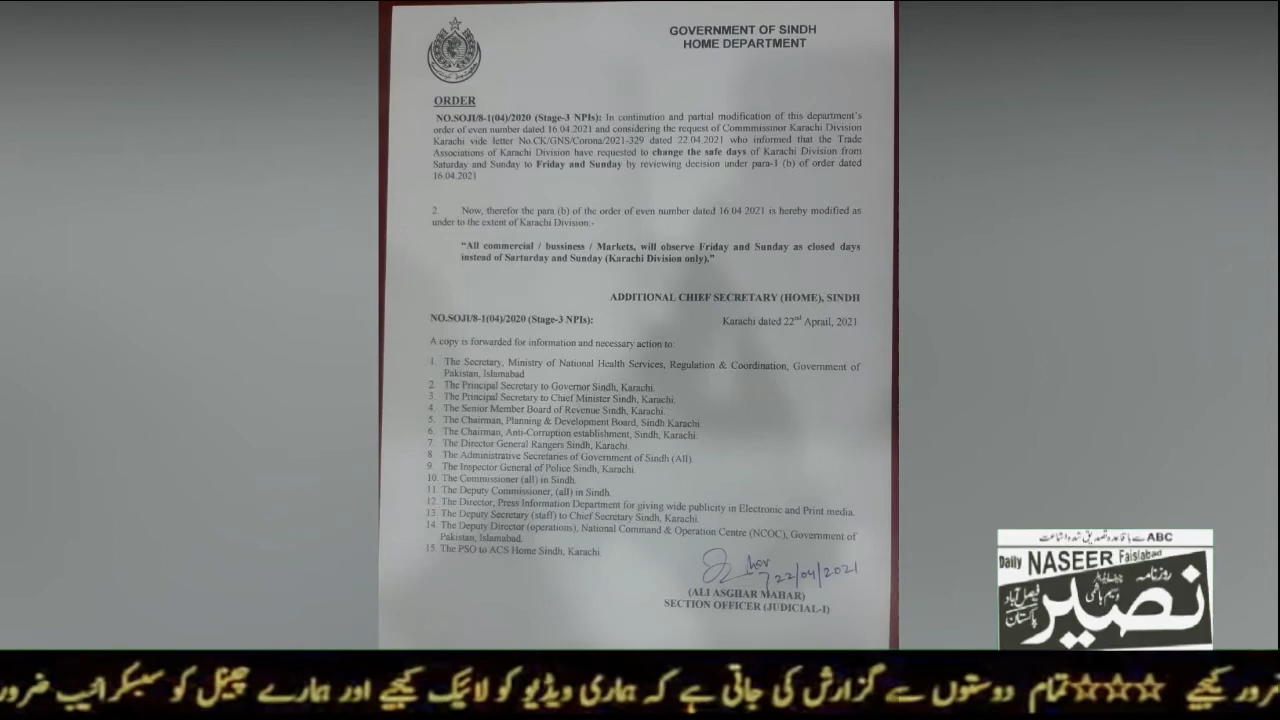 GOVERNMENT OF SINDH
HOME DEPARTMENT
ORDER
NO.SOJI/8-1(04)/2020 (Stage-3 NPIs): In continution and partial modification of this department's
order of even number dated 16.04.2021 and considering the request of Commmissinor Karachi Division
Karachi vide letter No.CK/GNS/Corona/2021-329 dated 22.04.2021 who informed that the Trade
Associations of Karachi Division have requested to change the safe days of Karachi Division from
Saturday and Sunday to Friday and Sunday by reviewing decision under para-1 (b) of order dated
16.04.2021
2. Now, therefor the para (b) of the order of even number dated 16.04.2021 is hereby modified as
under to the extent of Karachi Division:-
"All commercial / bussiness / Markets, will observe Friday and Sunday as closed days
instead of Sarturday and Sunday (Karachi Division only)."
ADDITIONAL CHIEF SECRETARY (HOME), SINDH
NO.SOJI/8-1(04)/2020 (Stage-3 NPIs):
Karachi dated 22nd Aprail, 2021
A copy is forwarded for information and necessary action to:
1. The Secretary, Ministry of National Health Services, Regulation & Coordination, Government of
Pakistan, Islamabad
2. The Principal Secretary to Governor Sindh, Karachi.
3. The Principal Secretary to Chief Minister Sindh, Karachi.
4. The Senior Member Board of Revenue Sindh, Karachi.
5. The Chairman, Planning & Development Board, Sindh Karachi.
6. The Chairman, Anti-Corruption establishment, Sindh, Karachi.
7. The Director General Rangers Sindh, Karachi.
8. The Administrative Secretaries of Government of Sindh (All).
9. The Inspector General of Police Sindh, Karachi.
10. The Commissioner (all) in Sindh.
11. The Deputy Commissioner, (all) in Sindh.
12. The Director, Press Information Department for giving wide publicity in Electronic and Print media.
13. The Deputy Secretary (staff) to Chief Secretary Sindh, Karachi.
14. The Deputy Director (operations), National Command & Operation Centre (NCOC), Government of
Pakistan, Islamabad.
15. The PSO to ACS Home Sindh, Karachi.
22/04/2021
(ALI ASGHAR MAHAR)
SECTION OFFICER (JUDICIAL-I)
ABC سے باقاعدہ تصدیق شدہ اشاعت
Daily NASEER Faislabad
روزنامہ
نصیر
چیف ایڈیٹر
وسیم ہاشمی
فیصل آباد
پاکستان
ضرور کیجیے ☆☆☆ تمام دوستوں سے گزارش کی جاتی ہے کہ ہماری ویڈیو کو لائیک کیجیے اور ہمارے چینل کو سبسکرائیب ضرور